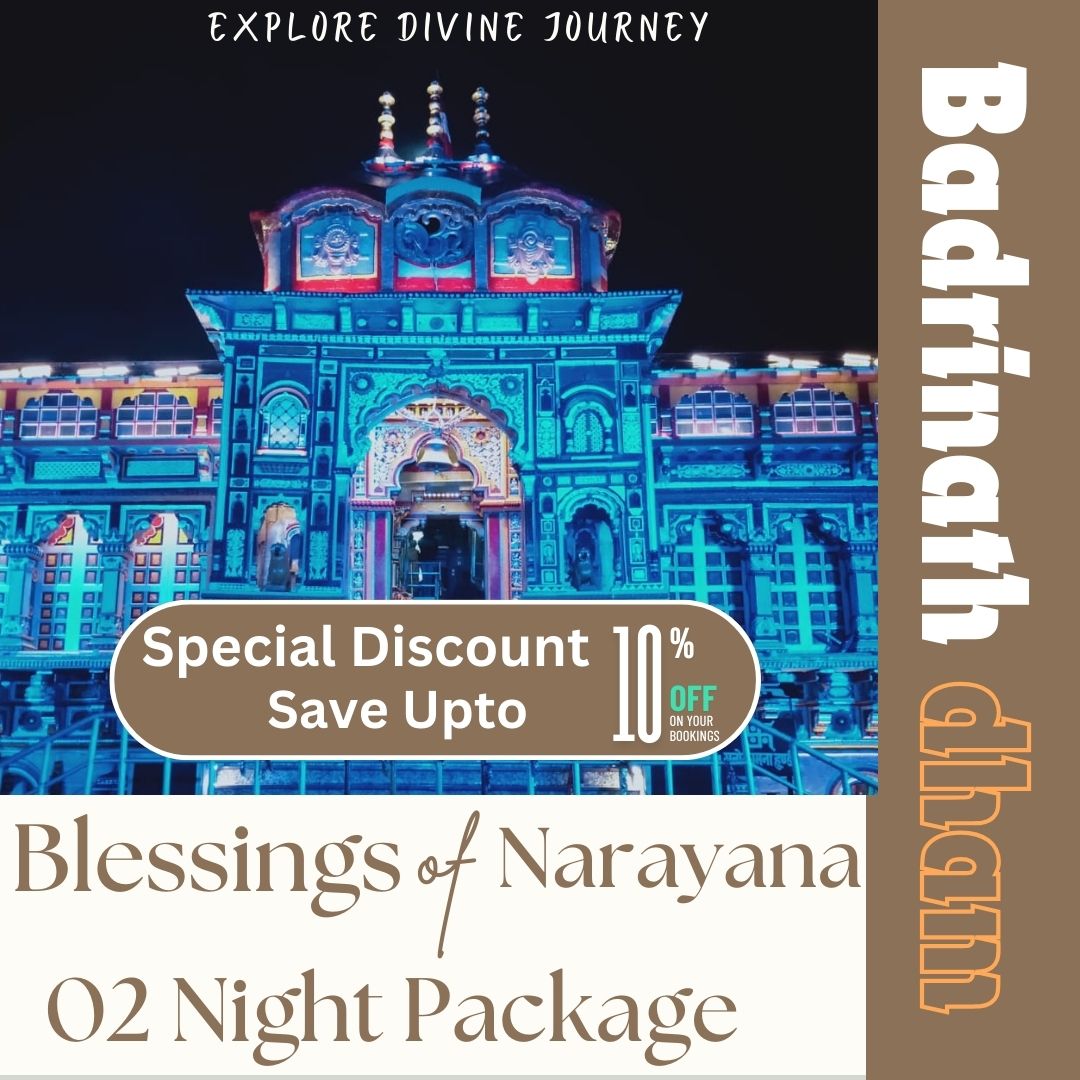 EXPLORE DIVINE JOURNEY
Badrinath dham
Special Discount
Save Upto
10%
OFF
ON YOUR
BOOKINGS
Blessings of Narayana
02 Night Package